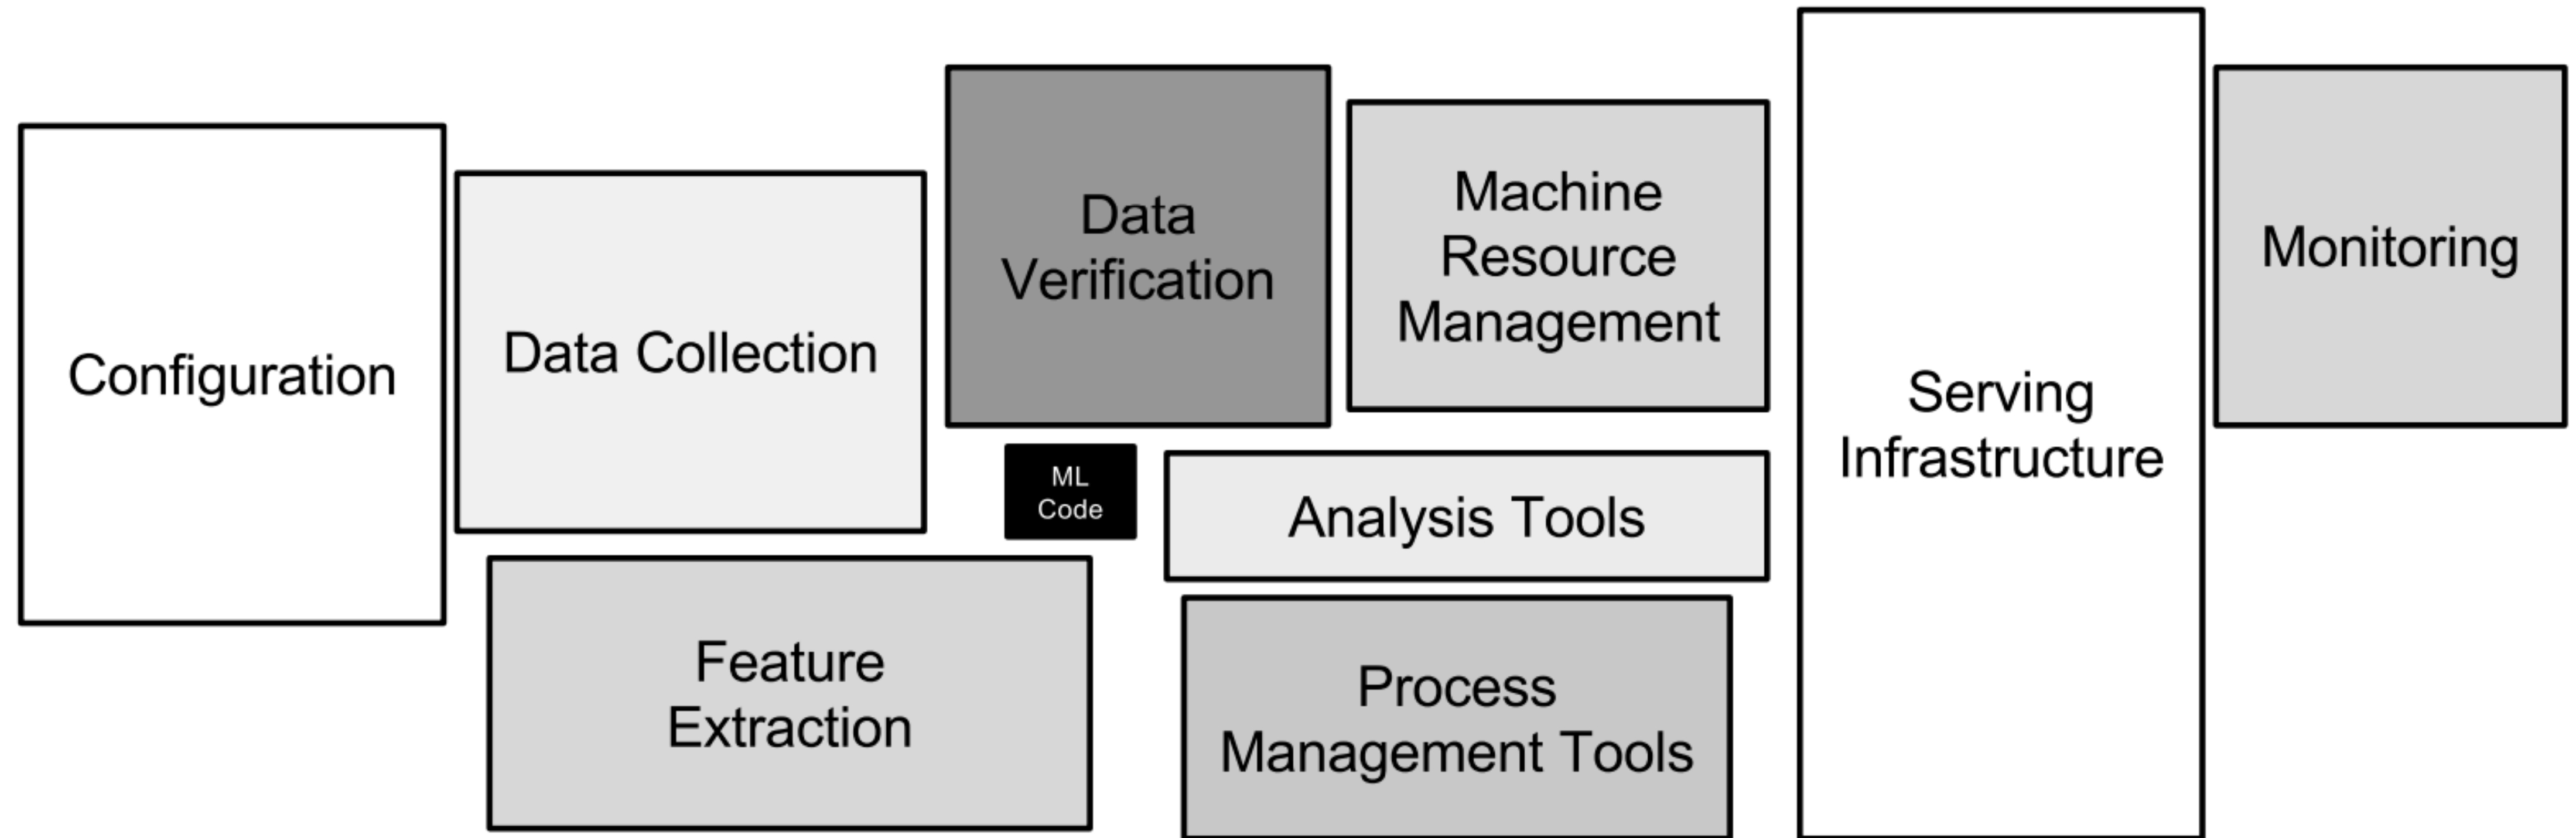 Configuration
Data Collection
Feature
Extraction
Data
Verification
ML
Code
Machine
Resource
Management
Analysis Tools
Process
Management Tools
Serving
Infrastructure
Monitoring